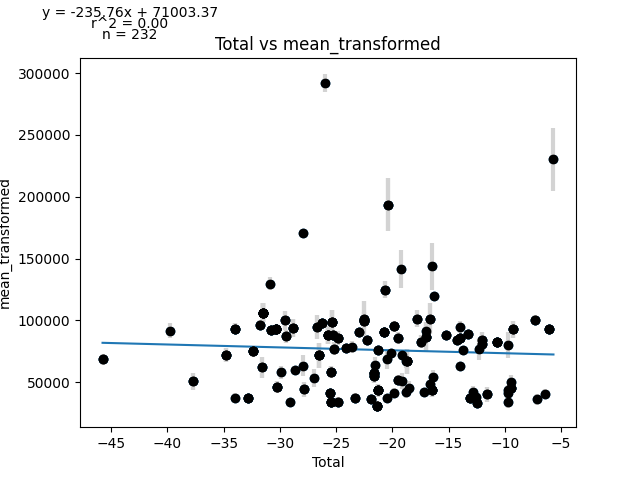 y = -235.76x + 71003.37
r^2 = 0.00
n = 232
Total vs mean_transformed
300000
250000
200000
150000
100000
50000
mean_transformed
−45 −40 −35 −30 −25 −20 −15 −10 −5
Total